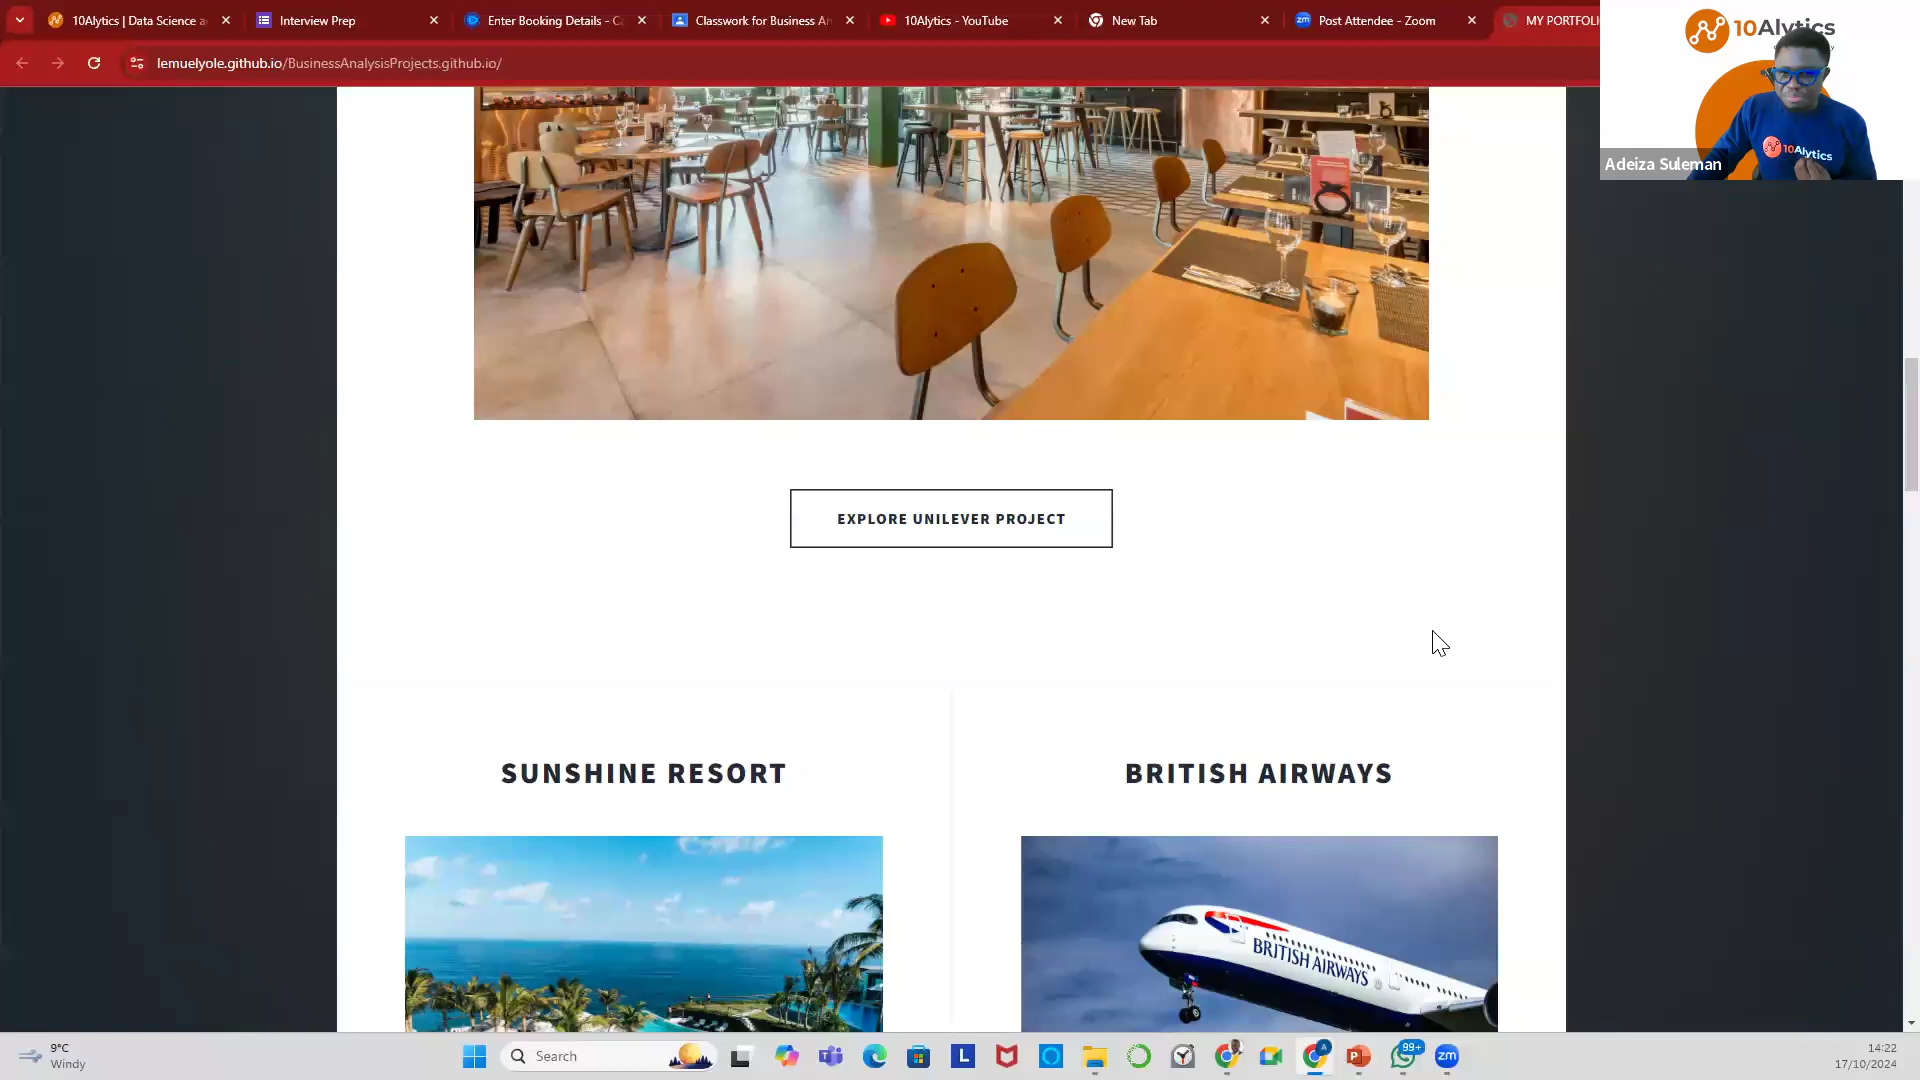 10Alytics | Data Science a
Interview Prep
Enter Booking Details - C
Classwork for Business An
10Alytics - YouTube
New Tab
Post Attendee - Zoom
MY PORTFOLI
lemuelyole.github.io/BusinessAnalysisProjects.github.io/
10Alytics
10Alytics
Adeiza Suleman
EXPLORE UNILEVER PROJECT
SUNSHINE RESORT
BRITISH AIRWAYS
BRITISH AIRWAYS
9°C
Windy
Search
99+
14:22
17/10/2024